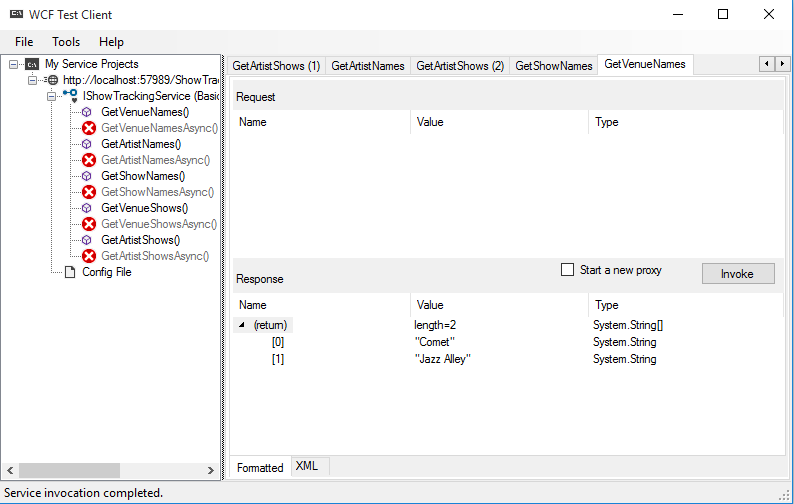 WCF Test Client
File Tools Help
My Service Projects
http://localhost:57989/ShowTra
IShowTrackingService (Basic
GetVenueNames()
GetVenueNamesAsync()
GetArtistNames()
GetArtistNamesAsync()
GetShowNames()
GetShowNamesAsync()
GetVenueShows()
GetVenueShowsAsync()
GetArtistShows()
GetArtistShowsAsync()
Config File
GetArtistShows (1) GetArtistNames GetArtistShows (2) GetShowNames GetVenueNames
Request
Name Value Type
Response Start a new proxy Invoke
Name Value Type
(return) length=2 System.String[]
[0] "Comet" System.String
[1] "Jazz Alley" System.String
Formatted XML
Service invocation completed.